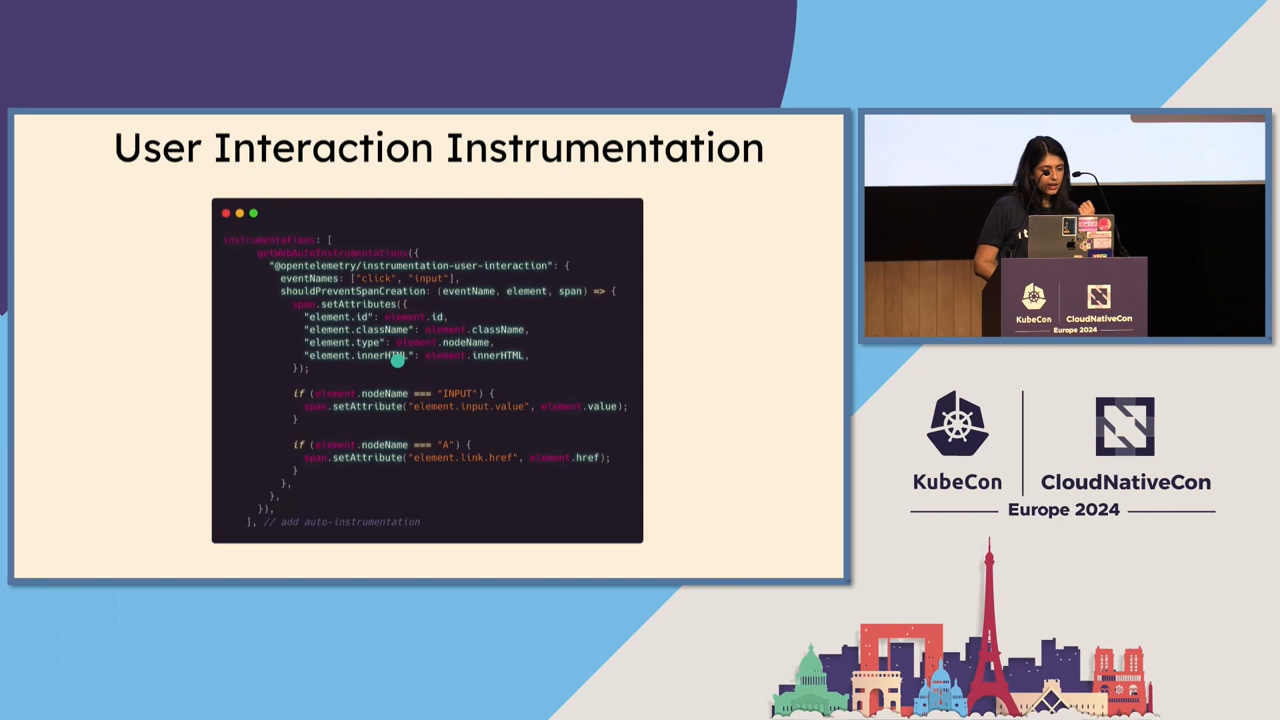 User Interaction Instrumentation
instrumentations: [
getWebAutoInstrumentations({
"@opentelemetry/instrumentation-user-interaction": {
eventNames: ["click", "input"],
shouldPreventSpanCreation: (eventName, element, span) => {
span.setAttributes({
"element.id": element.id,
"element.className": element.className,
"element.type": element.nodeName,
"element.innerHTML": element.innerHTML,
});
if (element.nodeName === "INPUT") {
span.setAttribute("element.input.value", element.value);
}
if (element.nodeName === "A") {
span.setAttribute("element.link.href", element.href);
}
},
},
}),
], // add auto-instrumentation
KubeCon
CloudNativeCon
Europe 2024
KubeCon
CloudNativeCon
Europe 2024